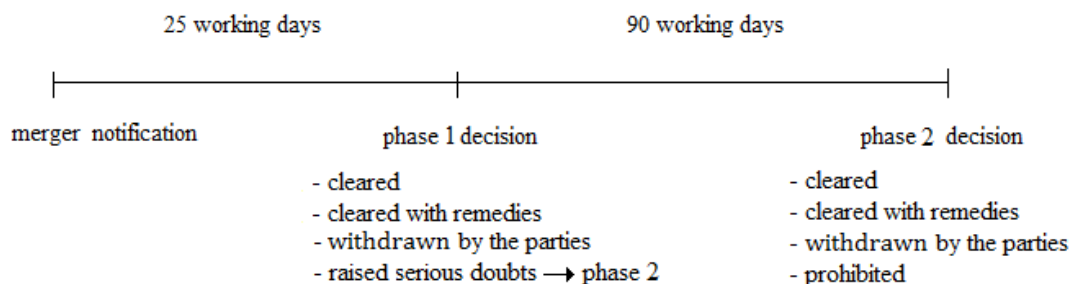 25 working days
90 working days
merger notification
phase 1 decision
phase 2 decision
- cleared
- cleared with remedies
- withdrawn by the parties
- raised serious doubts → phase 2
- cleared
- cleared with remedies
- withdrawn by the parties
- prohibited